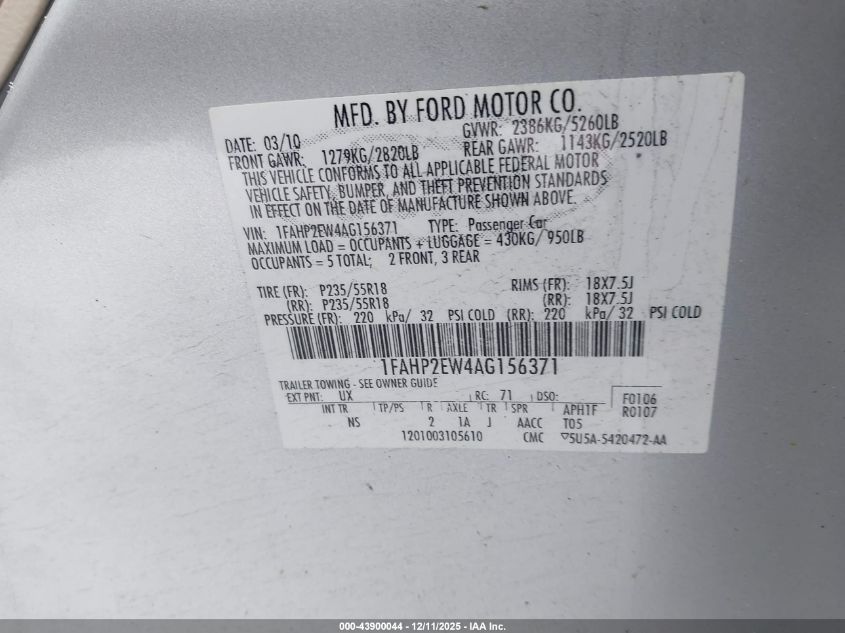 MFD. BY FORD MOTOR CO.
DATE: 03/10 GVWR: 2386KG/5260LB
FRONT GAWR: 1279KG/2820LB REAR GAWR: 1143KG/2520LB
THIS VEHICLE CONFORMS TO ALL APPLICABLE FEDERAL MOTOR
VEHICLE SAFETY, BUMPER, AND THEFT PREVENTION STANDARDS
IN EFFECT ON THE DATE OF MANUFACTURE SHOWN ABOVE.
VIN: 1FAHP2EW4AG156371 TYPE: Passenger Car
MAXIMUM LOAD = OCCUPANTS + LUGGAGE = 430KG/ 950LB
OCCUPANTS = 5 TOTAL; 2 FRONT, 3 REAR
TIRE (FR): P235/55R18 RIMS (FR): 18X7.5J
(RR): P235/55R18 (RR): 18X7.5J
PRESSURE (FR): 220 kPa/ 32 PSI COLD (RR): 220 kPa/ 32 PSI COLD
1FAHP2EW4AG156371
TRAILER TOWING - SEE OWNER GUIDE
EXT PNT: UX RC: 71 DSO: F0106
INT TR TP/PS R AXLE TR SPR APH1F R0107
NS 2 1A J AACC T05
1201003105610 CMC 5U5A-5420472-AA
000-43900044 - 12/11/2025 - IAA Inc.